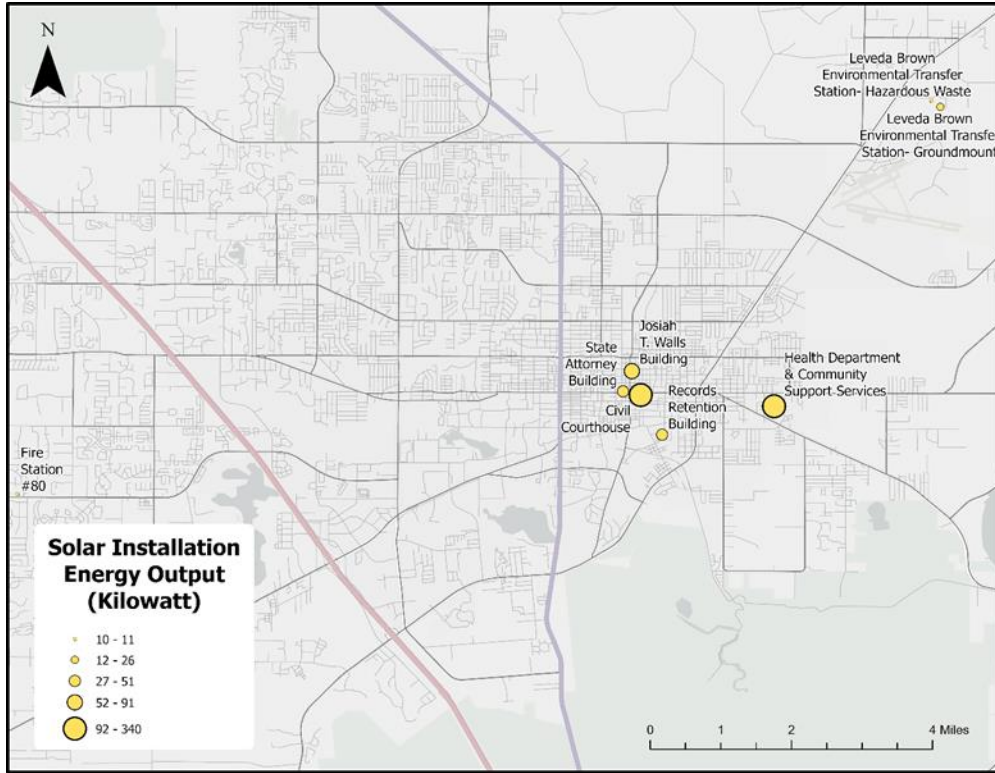 N
Leveda Brown
Environmental Transfer
Station- Hazardous Waste
Leveda Brown
Environmental Transfe
Station- Groundmount
Josiah
T. Walls
Building
State
Attorney
Building
Health Department
& Community
Support Services
Records
Retention
Building
Civil
Courthouse
Fire
Station
#80
Solar Installation
Energy Output
(Kilowatt)
10 - 11
12 - 26
27 - 51
52 - 91
92 - 340
0 2 4 Miles